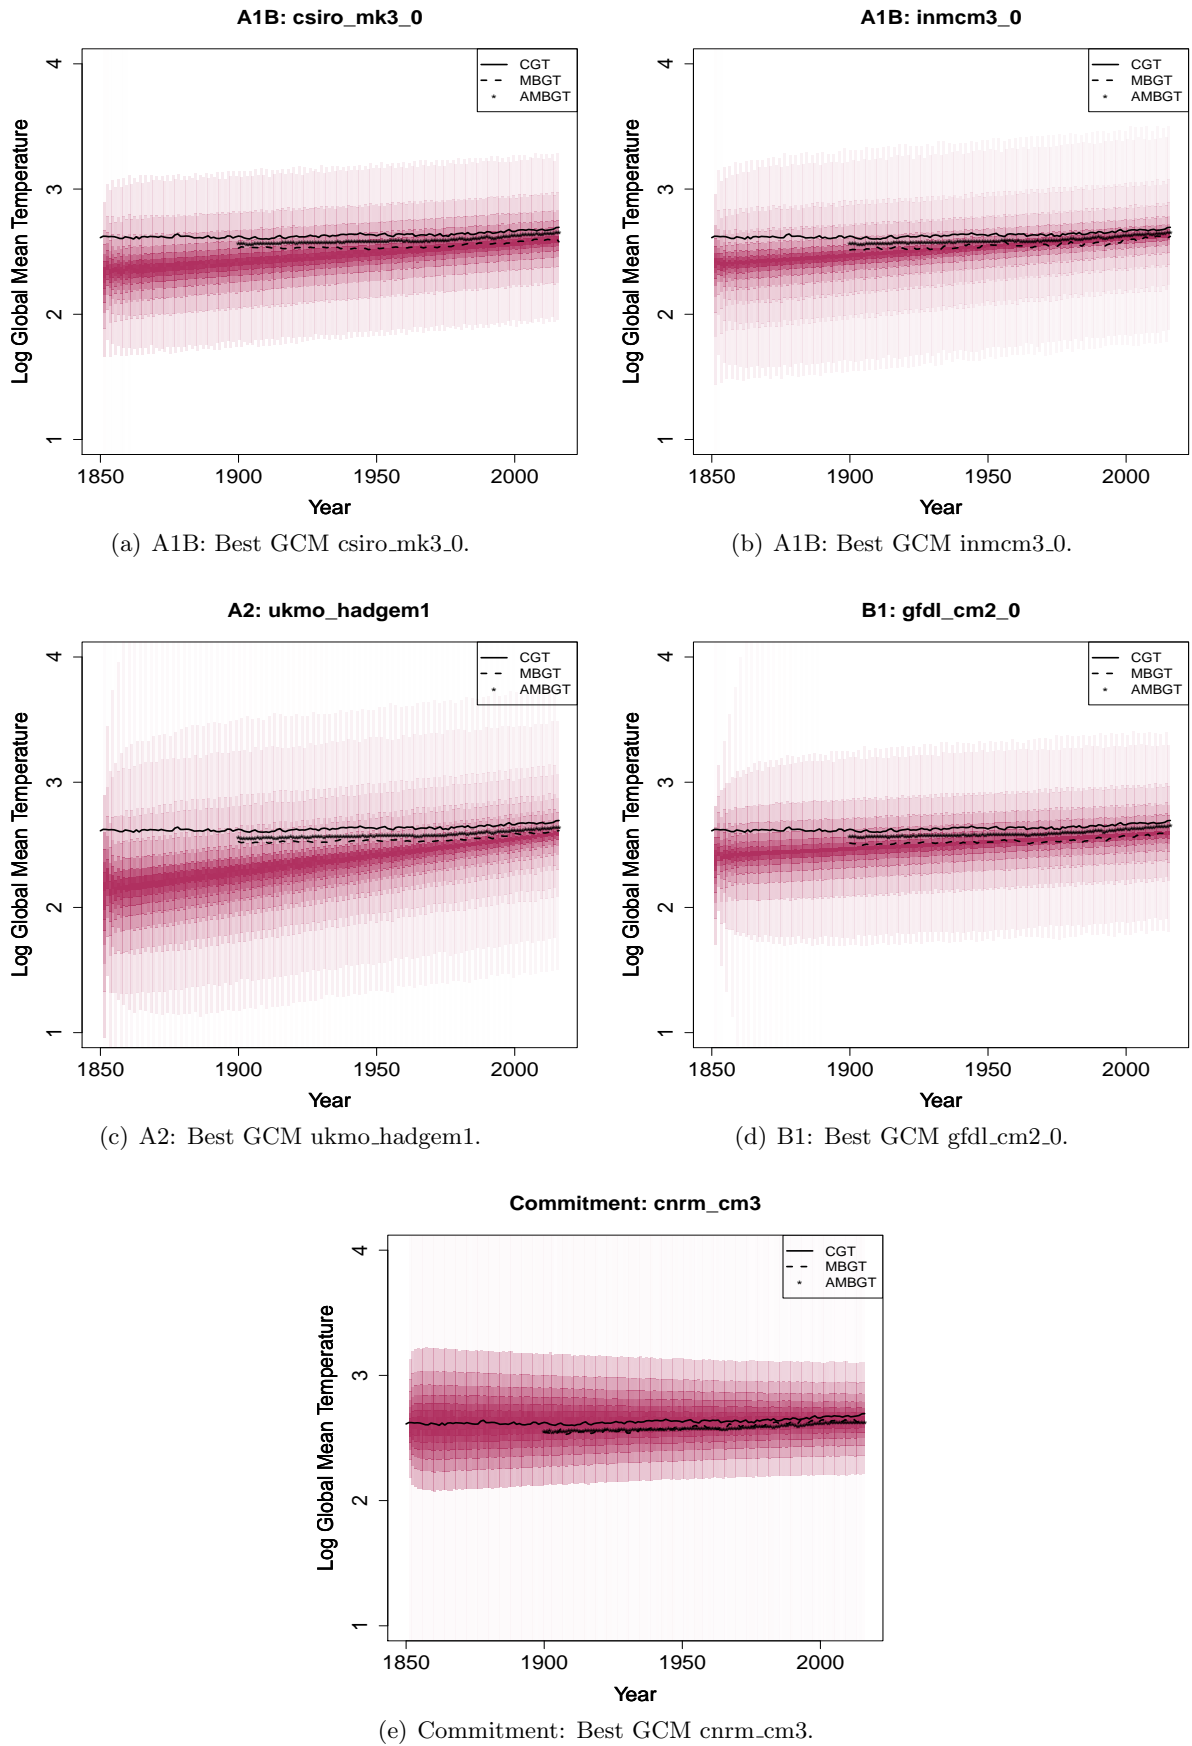 A1B: csiro_mk3_0
Log Global Mean Temperature
4
3
2
1
CGT
MBGT
AMBGT
1850 1900 1950 2000
Year
(a) A1B: Best GCM csiro_mk3_0.
A1B: inmcm3_0
Log Global Mean Temperature
4
3
2
1
CGT
MBGT
AMBGT
1850 1900 1950 2000
Year
(b) A1B: Best GCM inmcm3_0.
A2: ukmo_hadgem1
Log Global Mean Temperature
4
3
2
1
CGT
MBGT
AMBGT
1850 1900 1950 2000
Year
(c) A2: Best GCM ukmo_hadgem1.
B1: gfdl_cm2_0
Log Global Mean Temperature
4
3
2
1
CGT
MBGT
AMBGT
1850 1900 1950 2000
Year
(d) B1: Best GCM gfdl_cm2_0.
Commitment: cnrm_cm3
Log Global Mean Temperature
4
3
2
1
CGT
MBGT
AMBGT
1850 1900 1950 2000
Year
(e) Commitment: Best GCM cnrm_cm3.